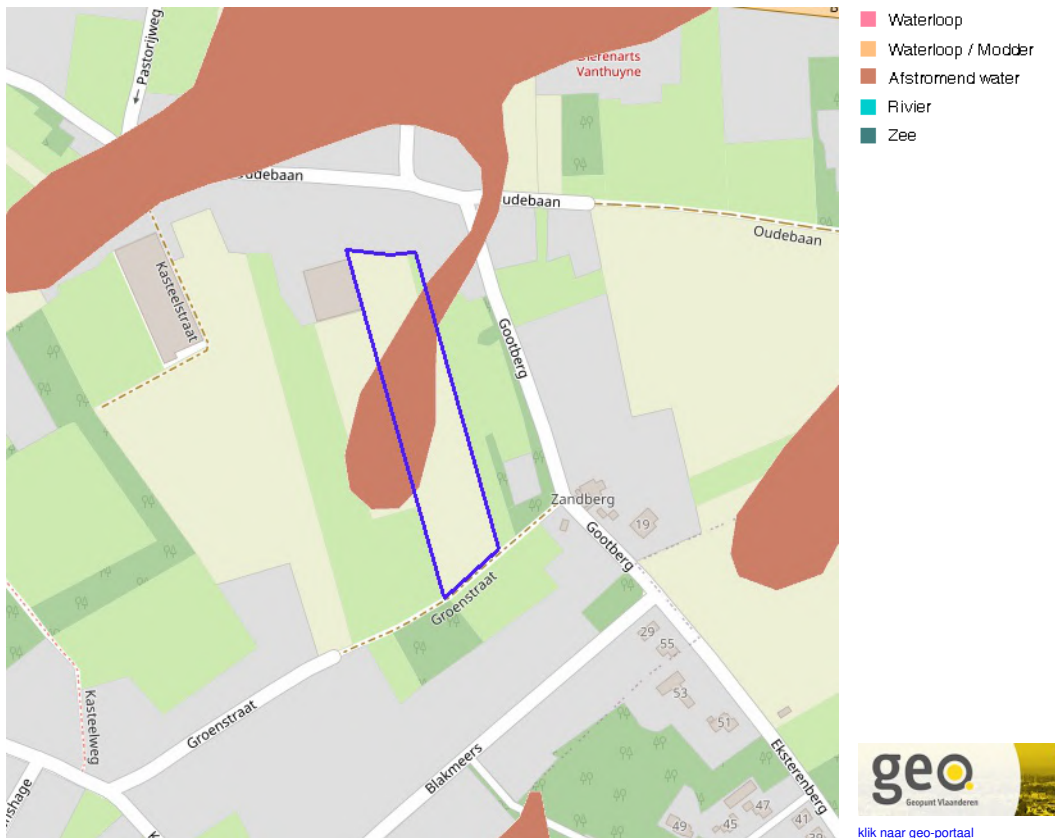 Waterloop
Waterloop / Modder
Afstromend water
Rivier
Zee
← Pastorijweg
Dierenarts
Vanthuyne
Oudebaan
Oudebaan
Kasteelstraat
Gootberg
Zandberg
19
Gootberg
Groenstraat
29
55
53
51
Kasteelweg
Groenstraat
Blakmeers
Eksterenberg
47
45
49
41
39
geo
Geopunt Vlaanderen
klik naar geo-portaal